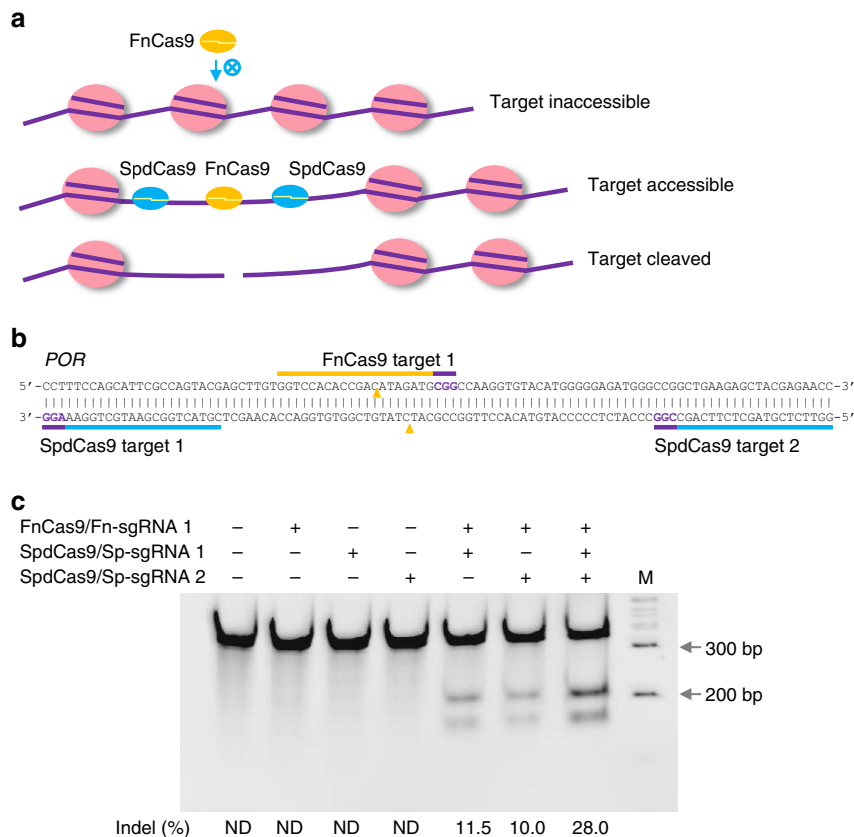 a
FnCas9
Target inaccessible
SpdCas9 FnCas9 SpdCas9
Target accessible
Target cleaved
b
POR FnCas9 target 1
5′-CCTTTCCAGCATTCGCCAGTACGAGCTTGTGGTCCACACCGACATAGATGCGGCCAAGGTGTACATGGGGGAGATGGGCCGGCTGAAGAGCTACGAGAACC-3′
3′-GGAAAGGTCGTAAGCGGTCATGCTCGAACACCAGGTGTGGCTGTATCTACGCCGGTTCCACATGTACCCCCTCTACCCGGCCGACTTCTCGATGCTCTTGG-5′
SpdCas9 target 1 SpdCas9 target 2
c
FnCas9/Fn-sgRNA 1 – + – – + + +
SpdCas9/Sp-sgRNA 1 – – + – + – +
SpdCas9/Sp-sgRNA 2 – – – + – + + M
300 bp
200 bp
Indel (%) ND ND ND ND 11.5 10.0 28.0